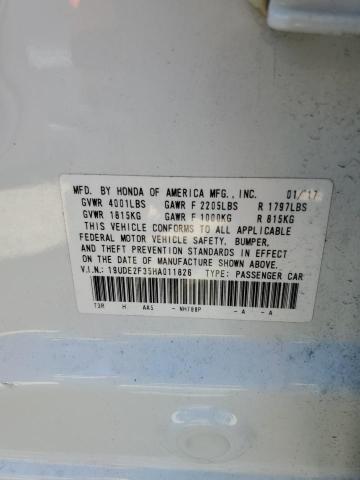 MFD. BY HONDA OF AMERICA MFG., INC. 01/17
GVWR 4001LBS GAWR F 2205LBS R 1797LBS
GVWR 1815KG GAWR F 1000KG R 815KG
THIS VEHICLE CONFORMS TO ALL APPLICABLE
FEDERAL MOTOR VEHICLE SAFETY, BUMPER,
AND THEFT PREVENTION STANDARDS IN EFFECT
ON THE DATE OF MANUFACTURE SHOWN ABOVE.
V.I.N.: 19UDE2F35HA011826 TYPE: PASSENGER CAR
T3R H AA5 - NH788P - A - A